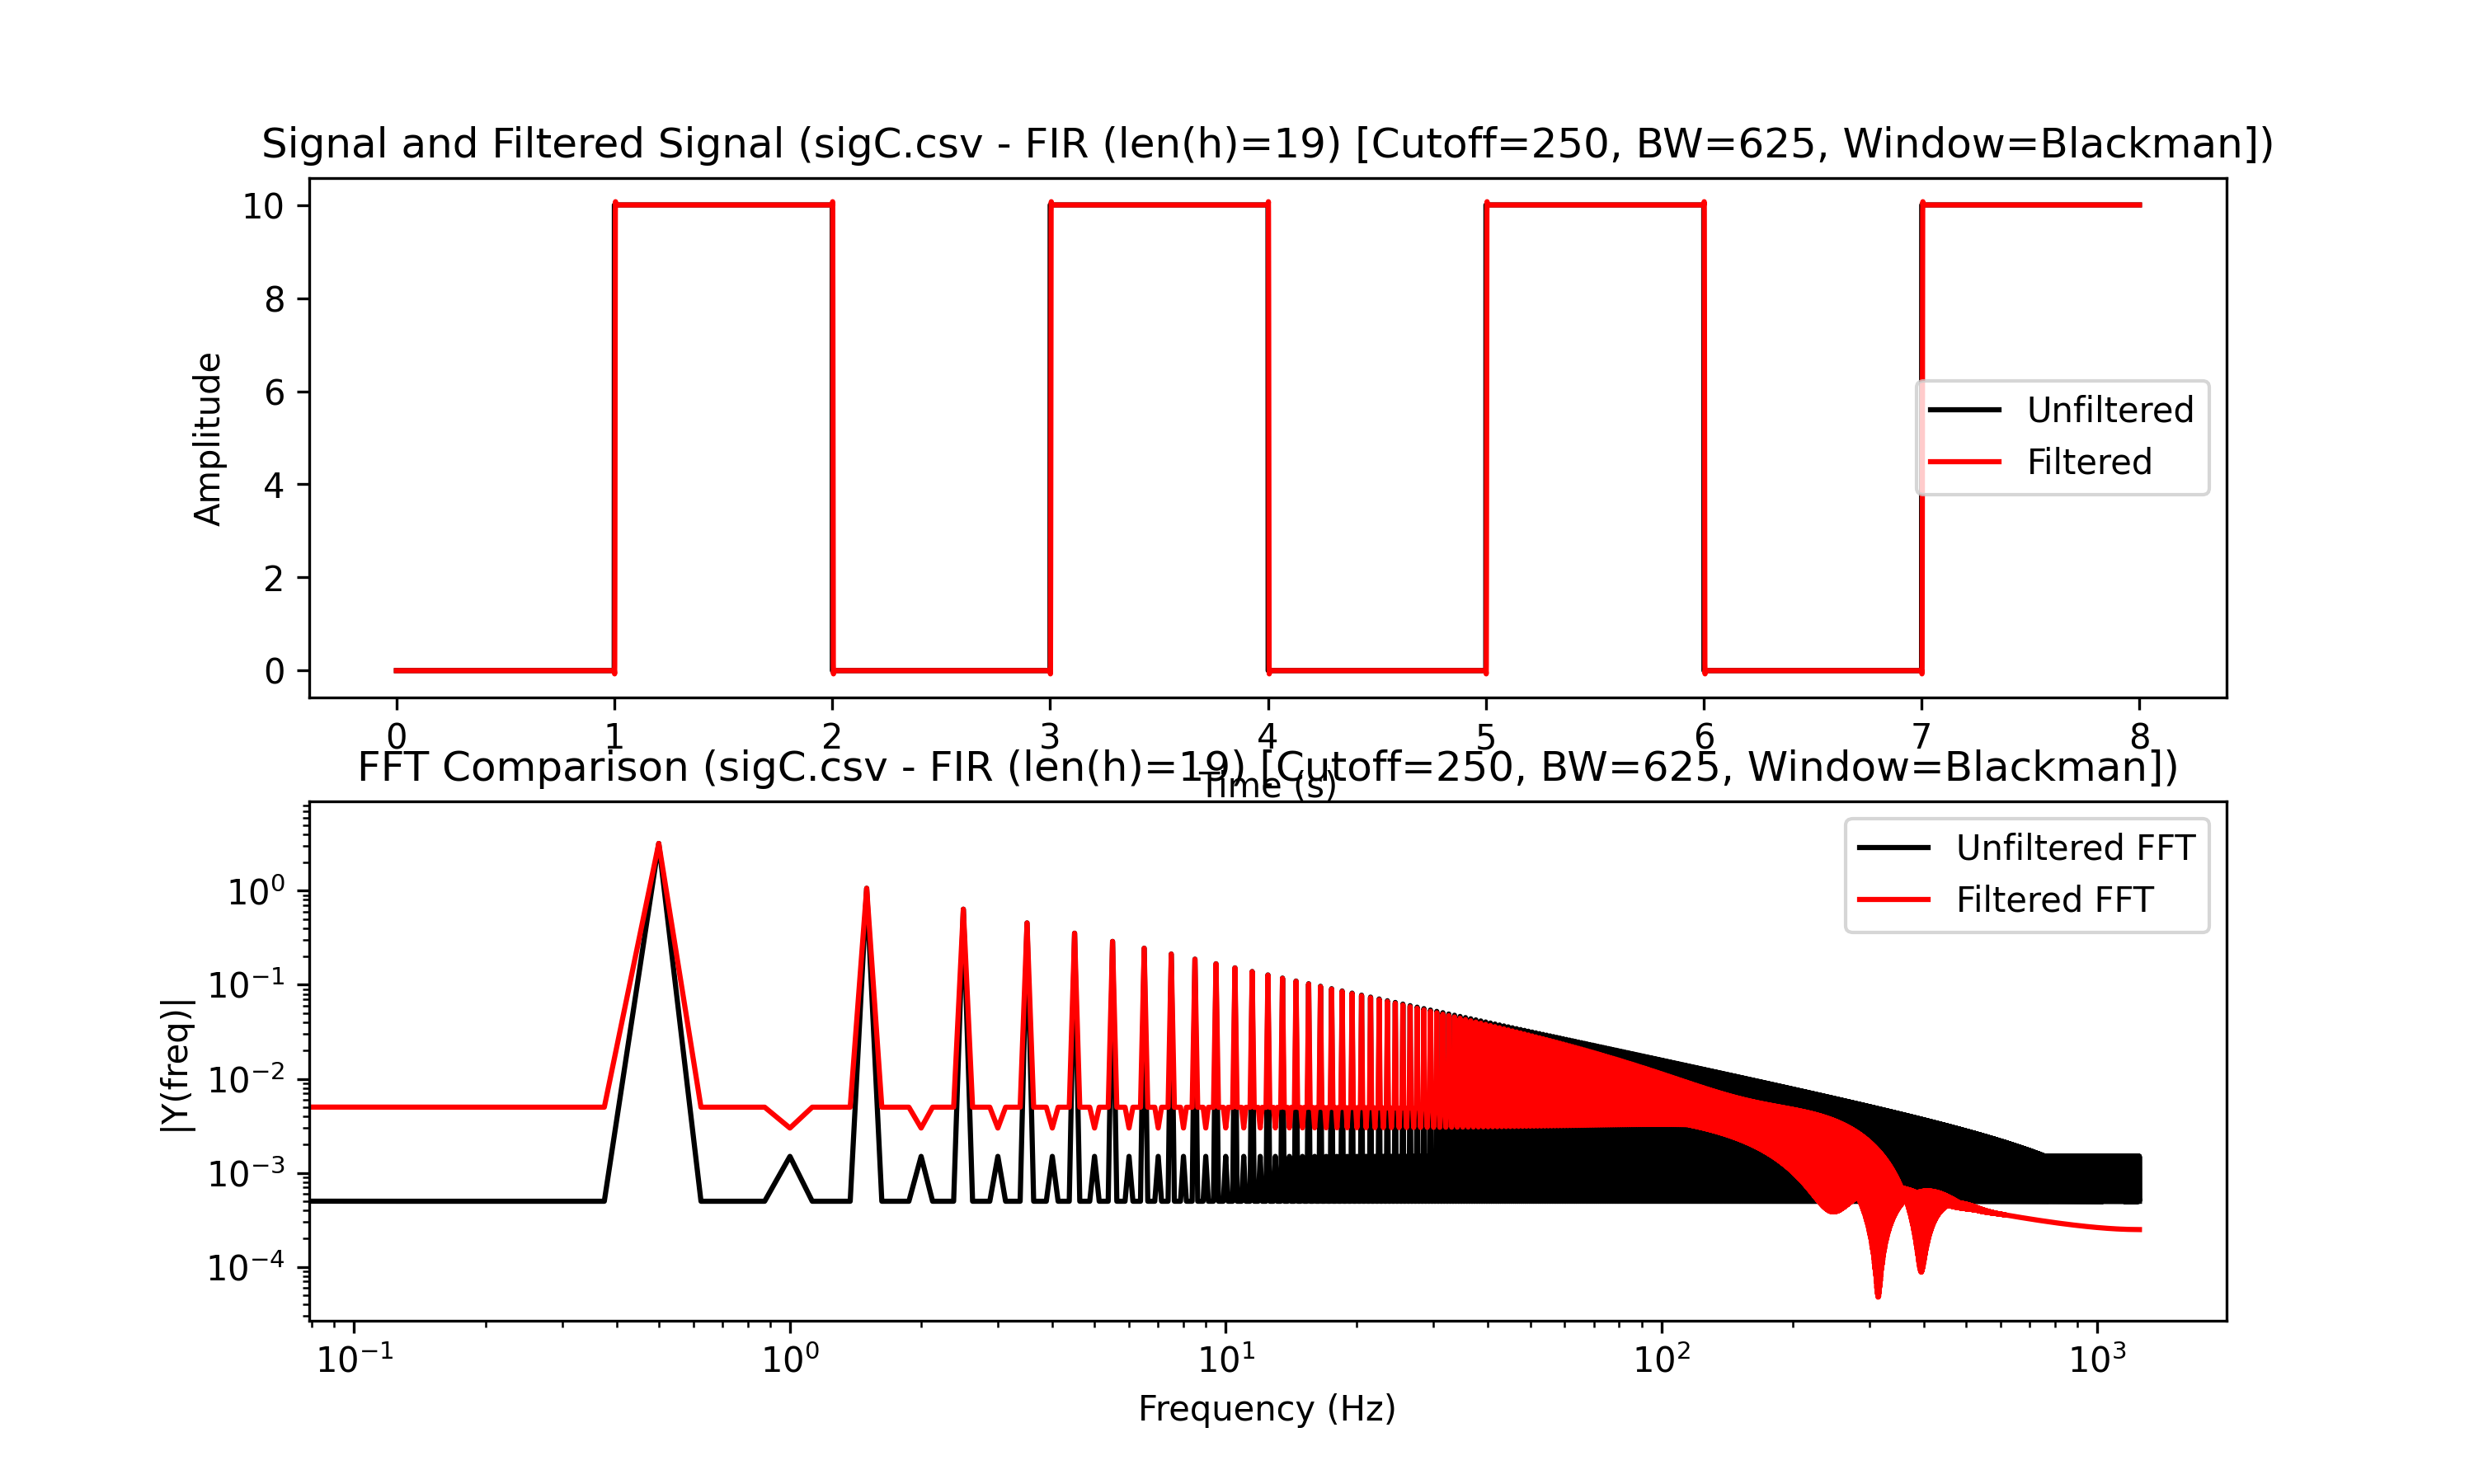 Signal and Filtered Signal (sigC.csv - FIR (len(h)=19) [Cutoff=250, BW=625, Window=Blackman])
10
8
6
4
2
0
Amplitude
Unfiltered
Filtered
0 1 2 3 4 5 6 7 8
Time (s)
FFT Comparison (sigC.csv - FIR (len(h)=19) [Cutoff=250, BW=625, Window=Blackman])
10⁰
10⁻¹
10⁻²
10⁻³
10⁻⁴
|Y(freq)|
Unfiltered FFT
Filtered FFT
10⁻¹ 10⁰ 10¹ 10² 10³
Frequency (Hz)